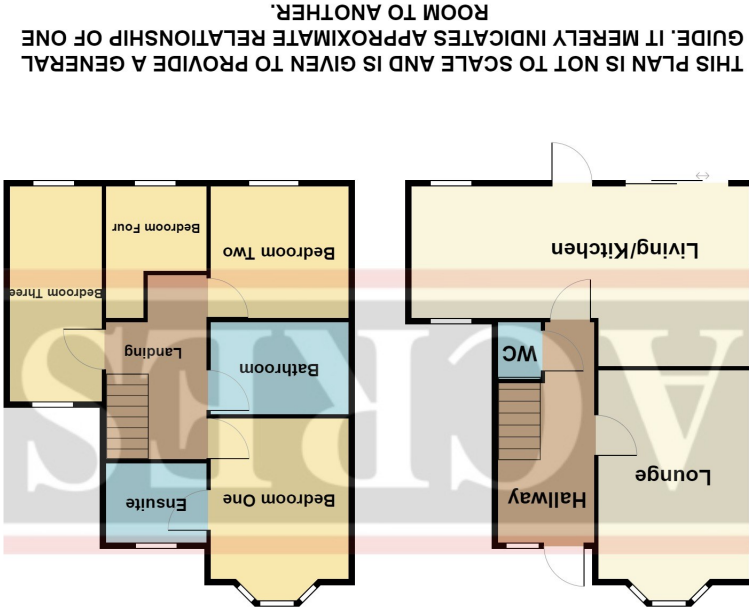 Lounge
Hallway
WC
Living/Kitchen
Bedroom One
Ensuite
Bathroom
Landing
Bedroom Two
Bedroom Four
Bedroom Three
ACRES
THIS PLAN IS NOT TO SCALE AND IS GIVEN TO PROVIDE A GENERAL
GUIDE. IT MERELY INDICATES APPROXIMATE RELATIONSHIP OF ONE
ROOM TO ANOTHER.